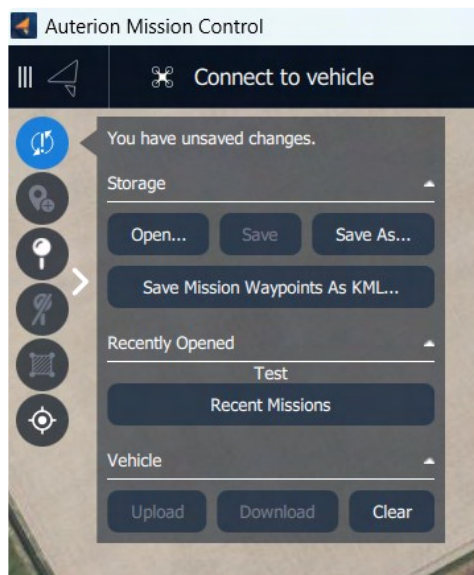 Auterion Mission Control
Connect to vehicle
You have unsaved changes.
Storage
Open... Save Save As...
Save Mission Waypoints As KML...
Recently Opened
Test
Recent Missions
Vehicle
Upload Download Clear